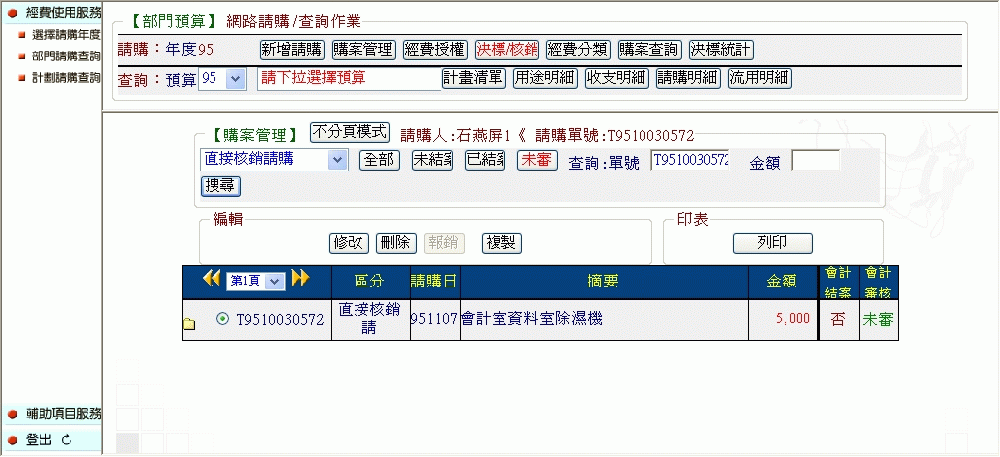 經費使用服務
選擇請購年度
部門請購查詢
計劃請購查詢
輔助項目服務
登出
【部門預算】 網路請購/查詢作業
請購：年度95 新增請購 購案管理 經費授權 決標/核銷 經費分類 購案查詢 決標統計
查詢：預算 95 請下拉選擇預算 計畫清單 用途明細 收支明細 請購明細 流用明細
【購案管理】 不分頁模式 請購人:石燕屏1《 請購單號:T9510030572
直接核銷請購 全部 未結案 已結案 未審 查詢:單號 T9510030572 金額
搜尋
編輯 印表
修改 刪除 報銷 複製 列印
第1頁 區分 請購日 摘要 金額 會計結案 會計審核
T9510030572 直接核銷請 951107 會計室資料室除濕機 5,000 否 未審